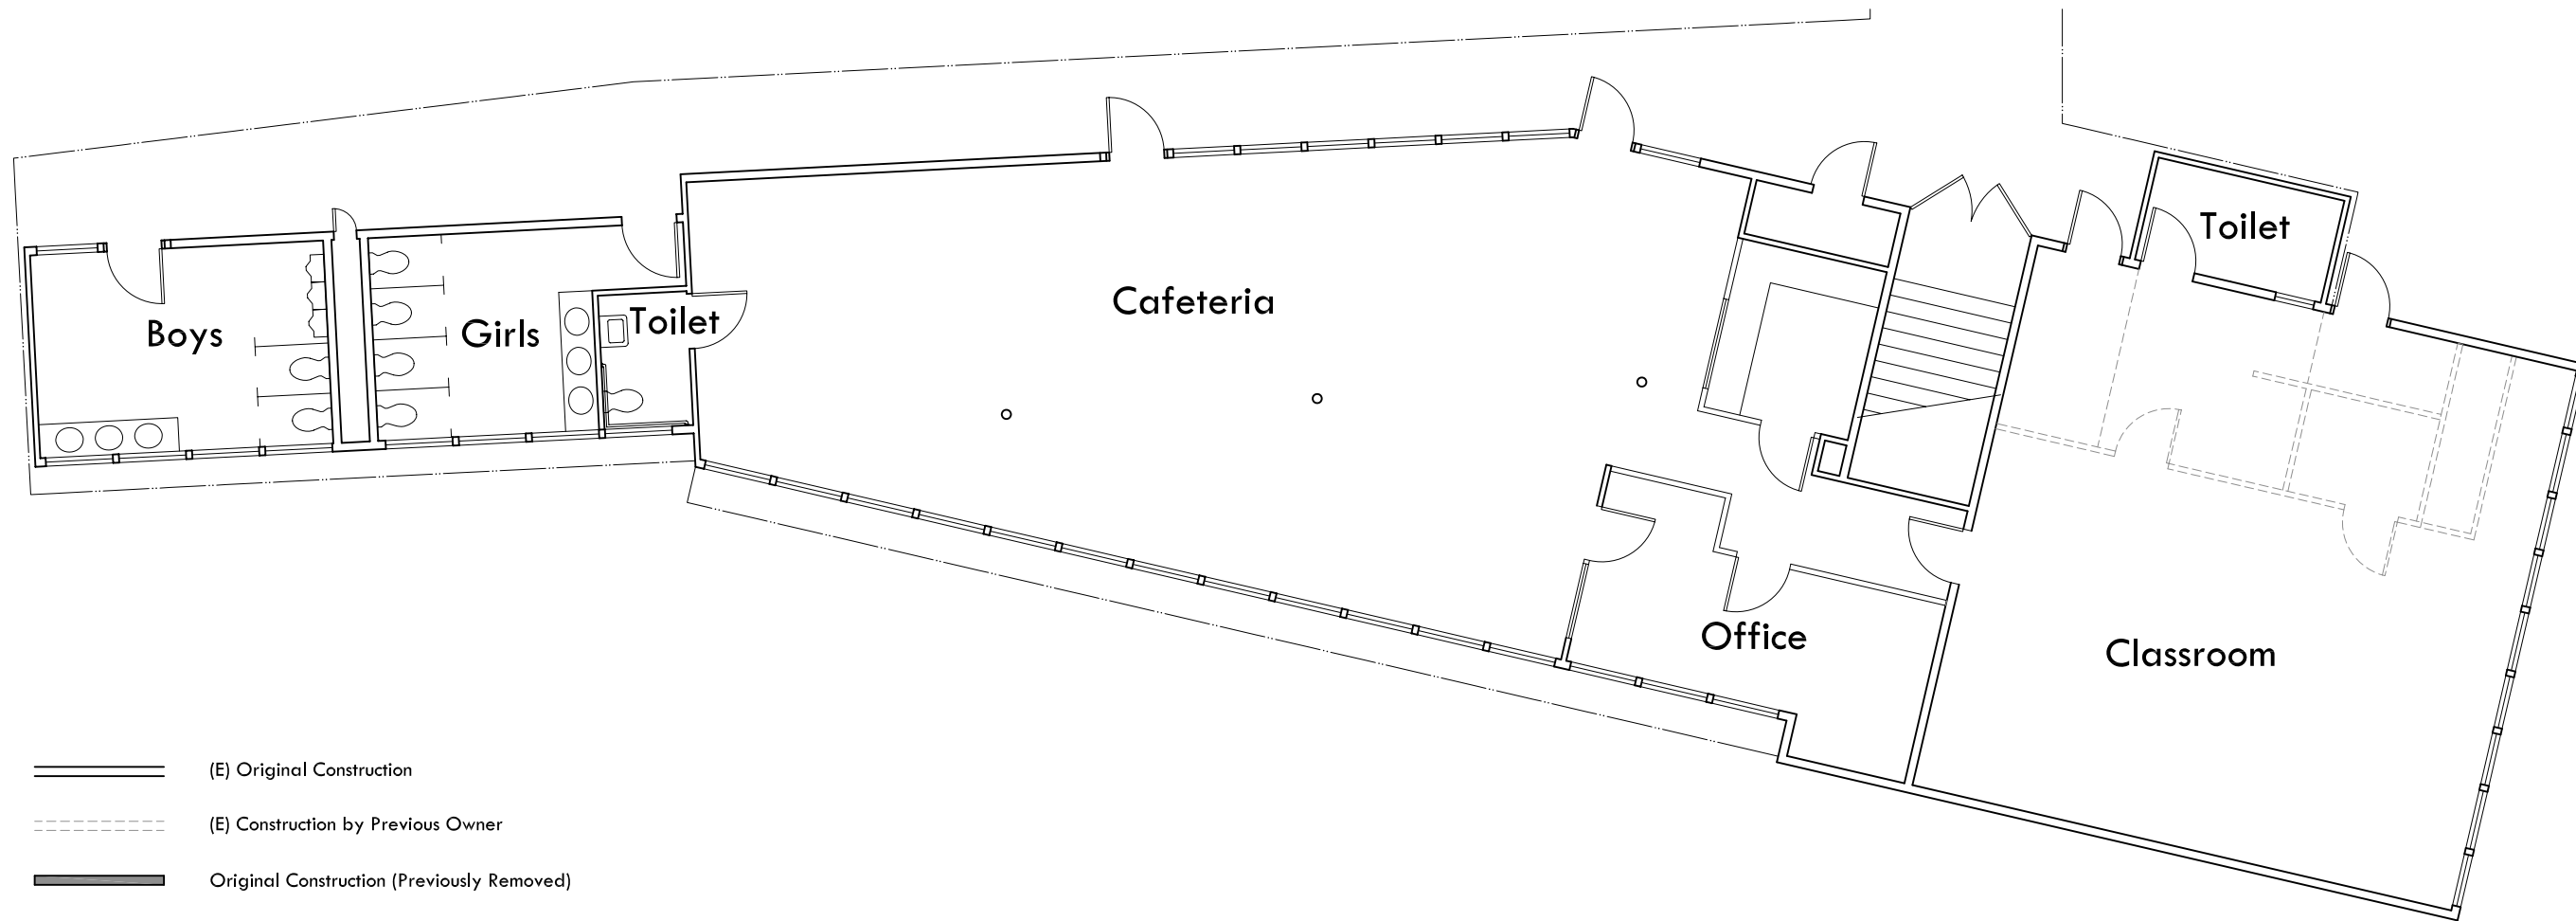 Toilet
Cafeteria
Boys
Girls
Toilet
Office
Classroom
(E) Original Construction
(E) Construction by Previous Owner
Original Construction (Previously Removed)